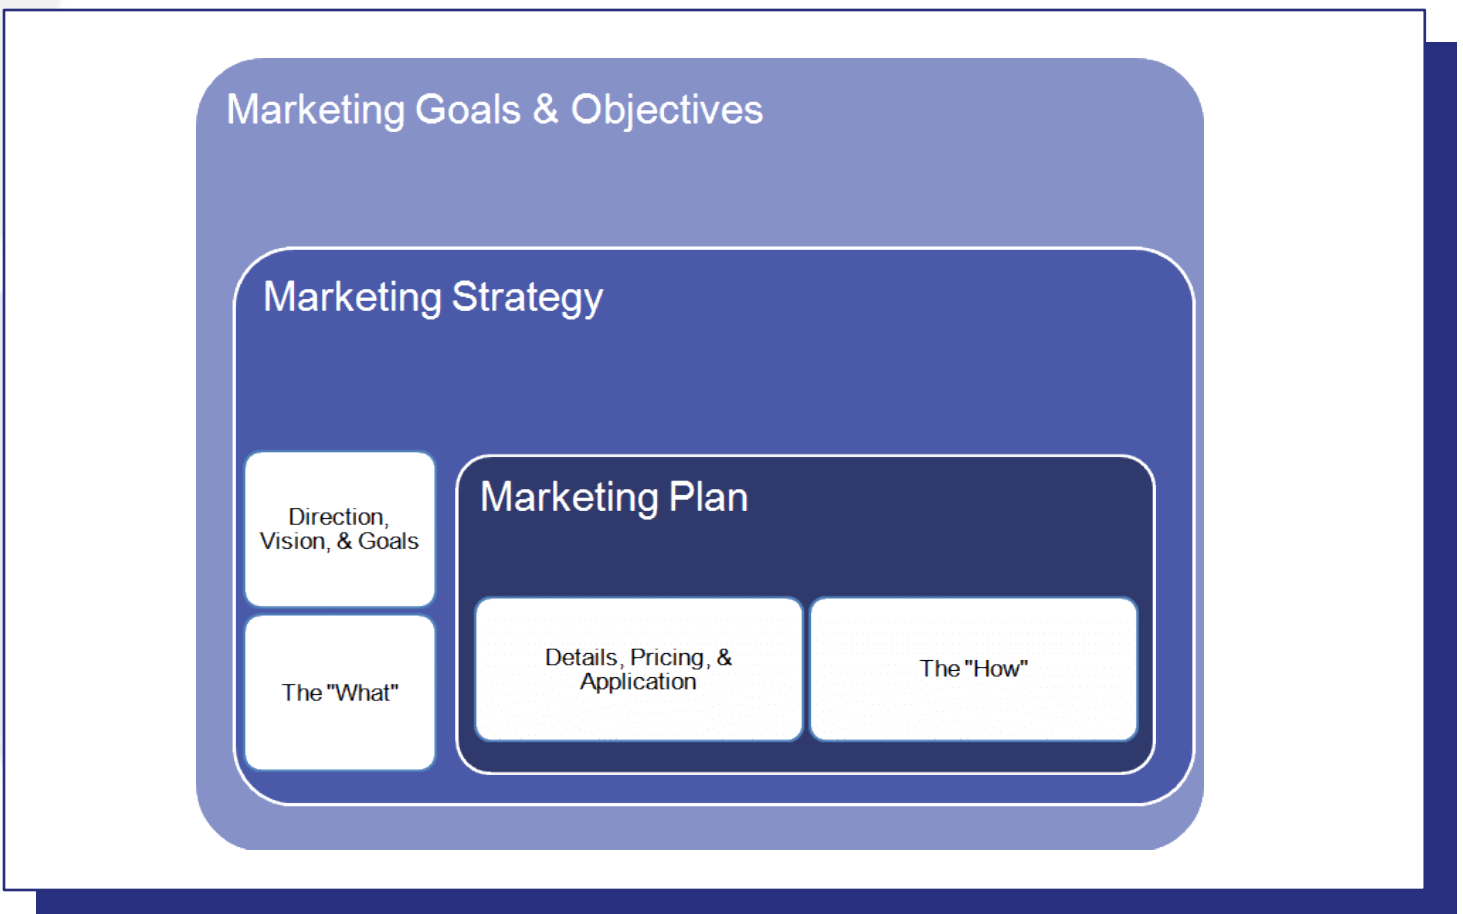 Marketing Goals & Objectives
Marketing Strategy
Direction,
Vision, & Goals
The "What"
Marketing Plan
Details, Pricing, &
Application
The "How"